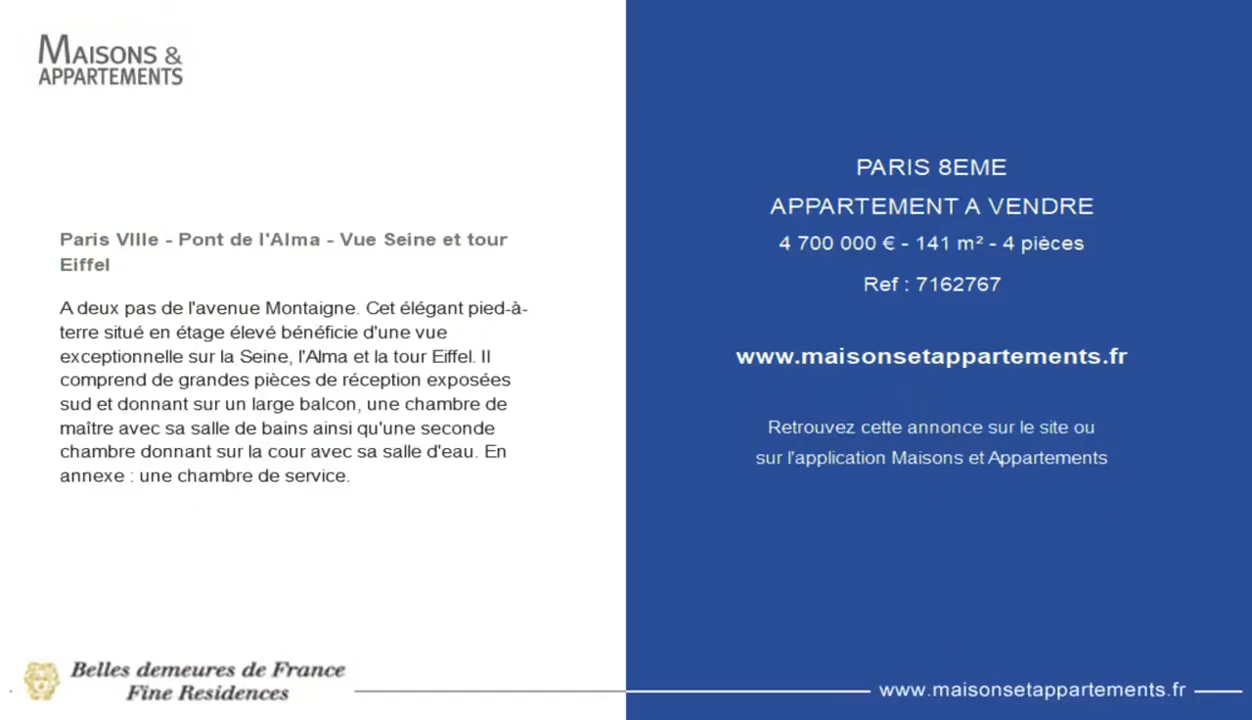 MAISONS &
APPARTEMENTS
Paris VIIIe - Pont de l'Alma - Vue Seine et tour
Eiffel
A deux pas de l'avenue Montaigne. Cet élégant pied-à-
terre situé en étage élevé bénéficie d'une vue
exceptionnelle sur la Seine, l'Alma et la tour Eiffel. Il
comprend de grandes pièces de réception exposées
sud et donnant sur un large balcon, une chambre de
maître avec sa salle de bains ainsi qu'une seconde
chambre donnant sur la cour avec sa salle d'eau. En
annexe : une chambre de service.
Belles demeures de France
Fine Residences
PARIS 8EME
APPARTEMENT A VENDRE
4 700 000 € - 141 m² - 4 pièces
Ref : 7162767
www.maisonsetappartements.fr
Retrouvez cette annonce sur le site ou
sur l'application Maisons et Appartements
www.maisonsetappartements.fr